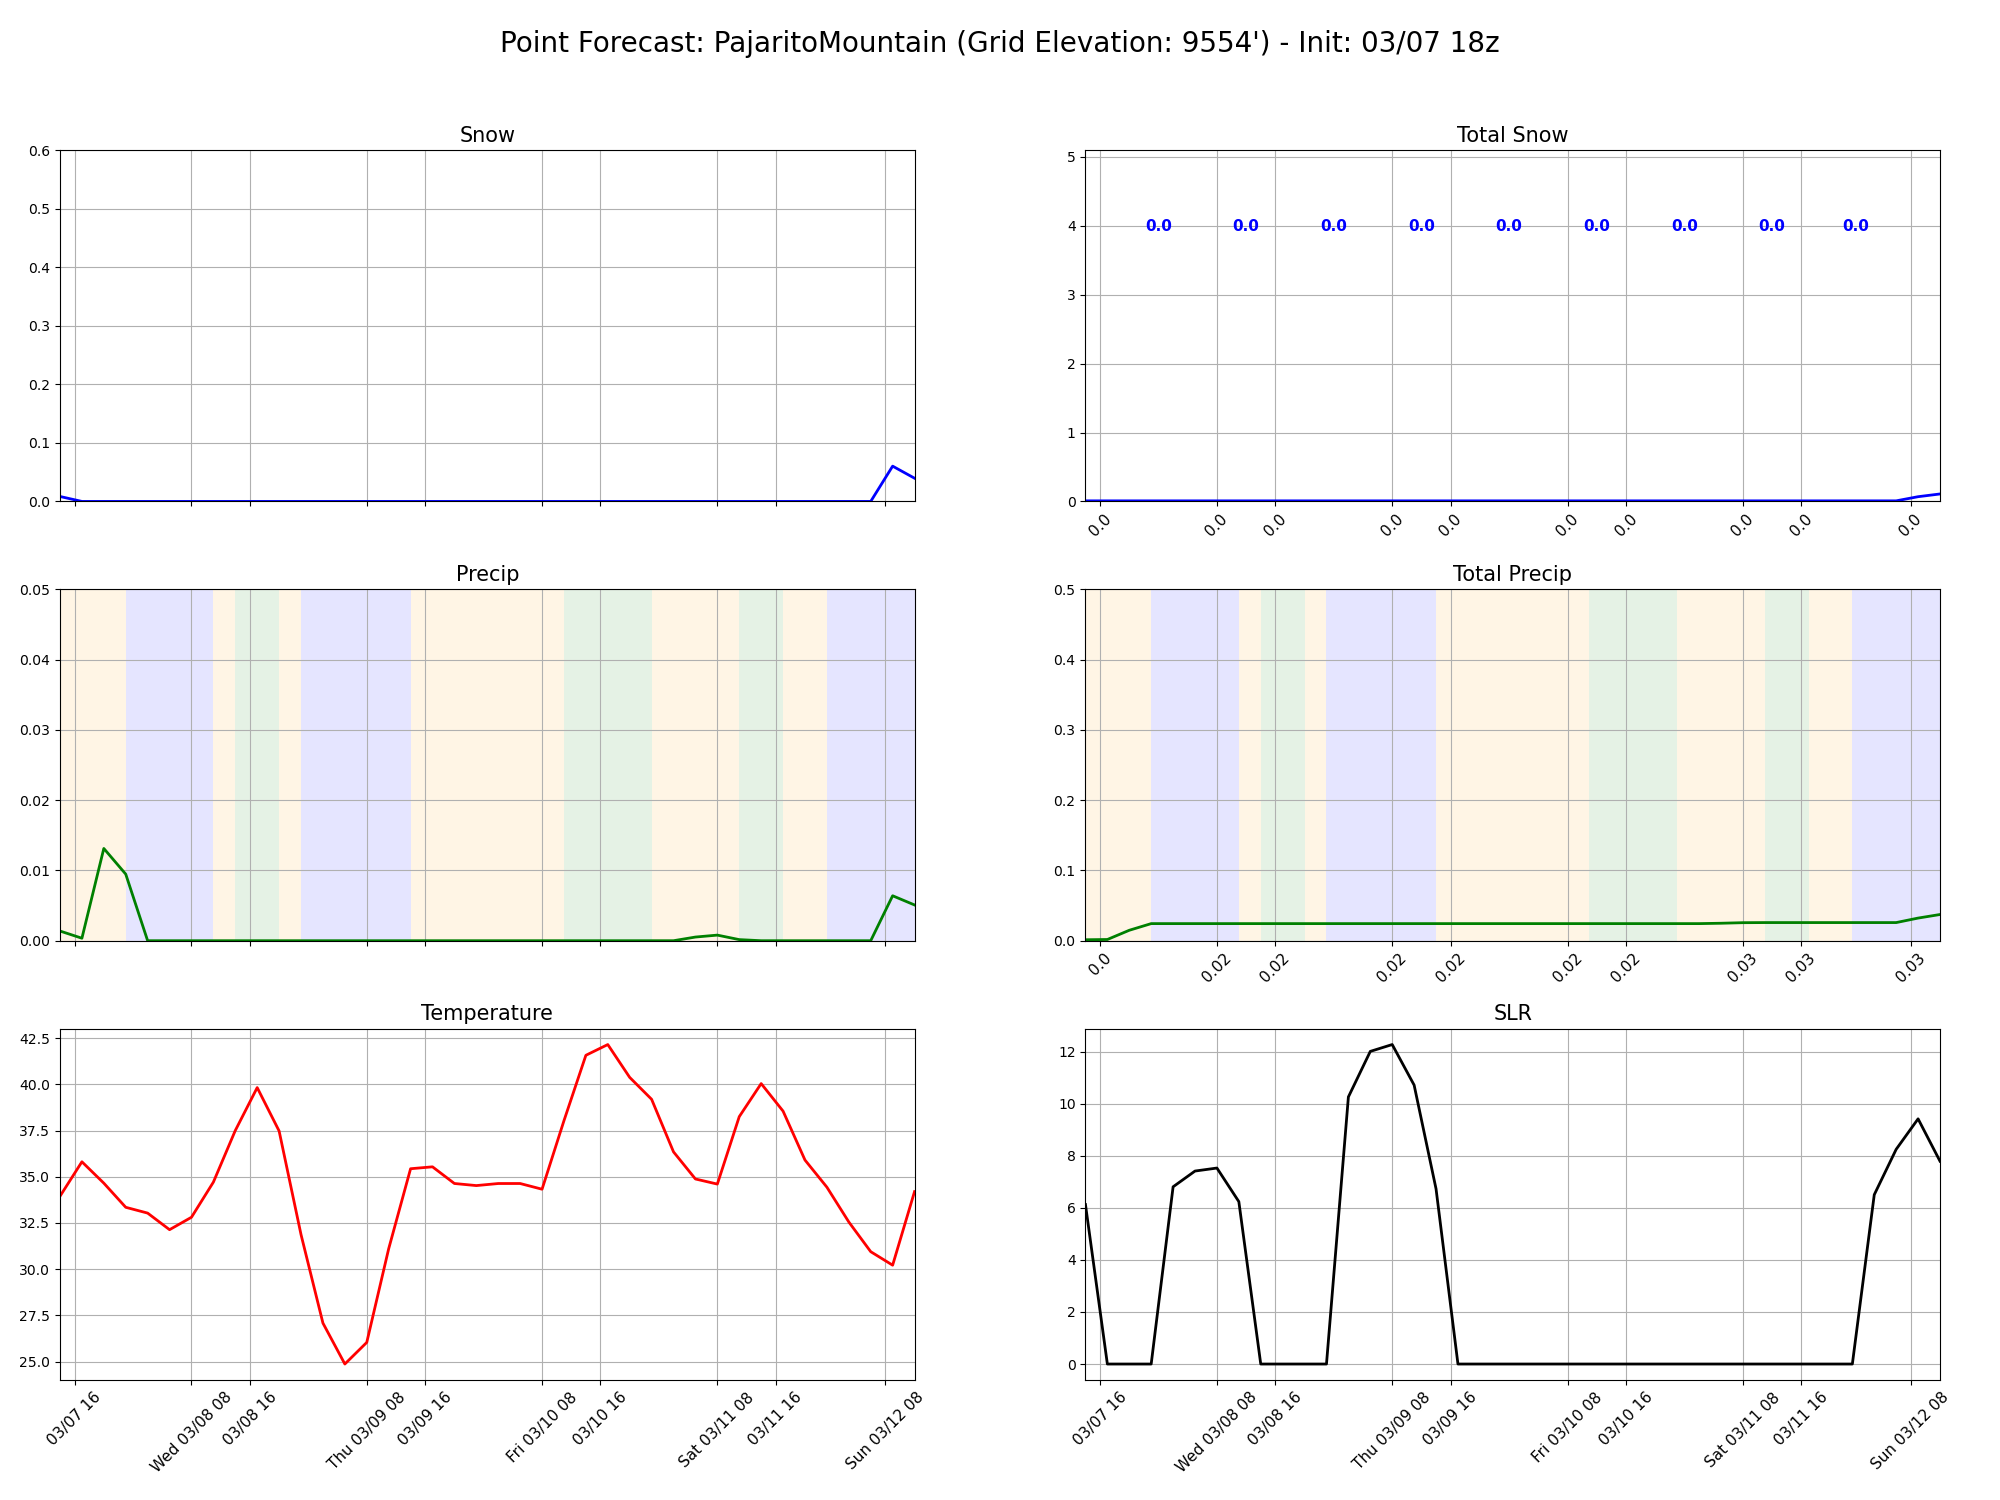 Point Forecast: PajaritoMountain (Grid Elevation: 9554') - Init: 03/07 18z
Snow
0.6
0.5
0.4
0.3
0.2
0.1
0.0
Total Snow
5
4
3
2
1
0
0.0 0.0 0.0 0.0 0.0 0.0 0.0 0.0 0.0
0.0 0.0 0.0 0.0 0.0 0.0 0.0 0.0 0.0 0.0
Precip
0.05
0.04
0.03
0.02
0.01
0.00
Total Precip
0.5
0.4
0.3
0.2
0.1
0.0
0.0 0.02 0.02 0.02 0.02 0.02 0.02 0.03 0.03 0.03
Temperature
42.5
40.0
37.5
35.0
32.5
30.0
27.5
25.0
03/07 16
Wed 03/08 08
03/08 16
Thu 03/09 08
03/09 16
Fri 03/10 08
03/10 16
Sat 03/11 08
03/11 16
Sun 03/12 08
SLR
12
10
8
6
4
2
0
03/07 16
Wed 03/08 08
03/08 16
Thu 03/09 08
03/09 16
Fri 03/10 08
03/10 16
Sat 03/11 08
03/11 16
Sun 03/12 08